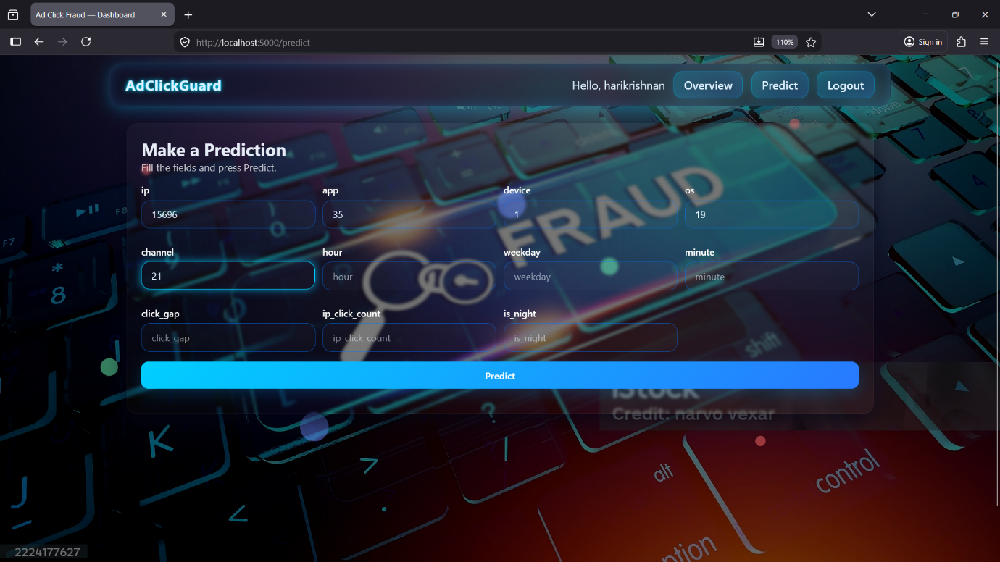 Ad Click Fraud — Dashboard
http://localhost:5000/predict
110%
Sign in
AdClickGuard
Hello, harikrishnan
Overview
Predict
Logout
Make a Prediction
Fill the fields and press Predict.
ip
app
device
os
15696
35
1
19
channel
hour
weekday
minute
21
hour
weekday
minute
click_gap
ip_click_count
is_night
click_gap
ip_click_count
is_night
Predict
FRAUD
iStock
Credit: narvo vexar
shift
alt
control
F7
F8
*
8
K
J
L
>
<
?
.
2224177627